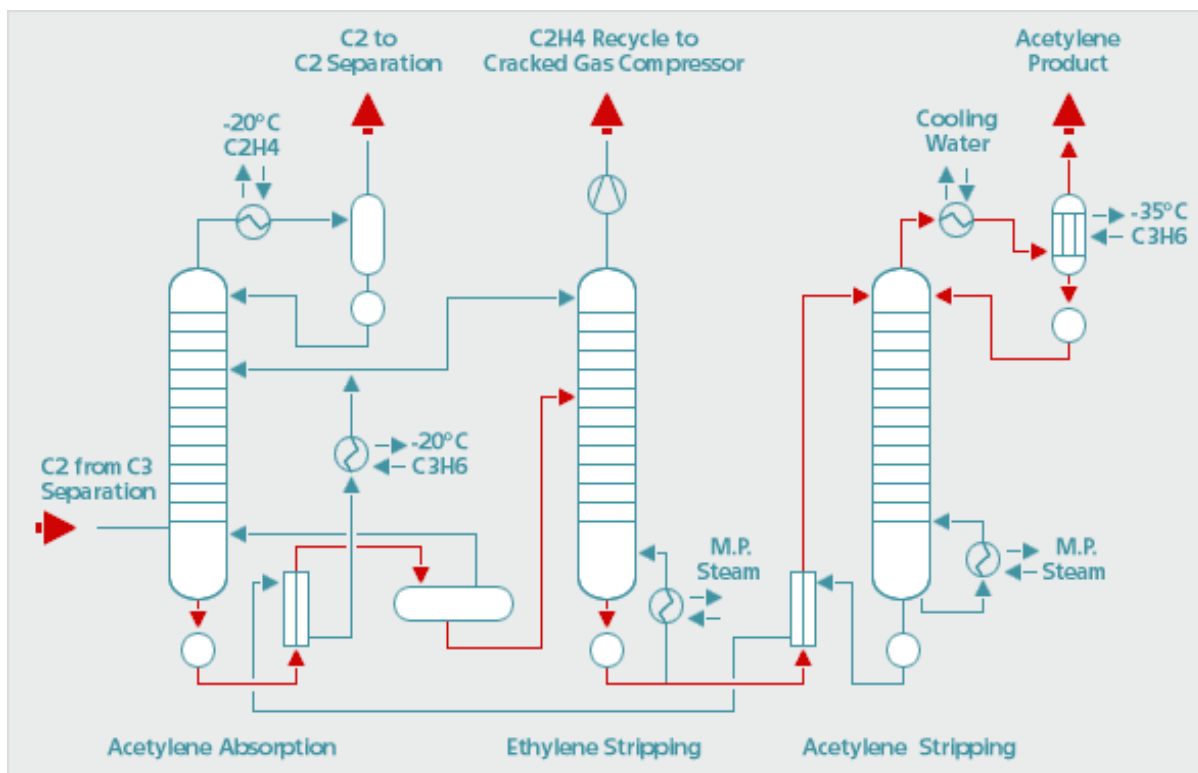 C2 to
C2 Separation
C2H4 Recycle to
Cracked Gas Compressor
Acetylene
Product
-20°C
C2H4
Cooling
Water
-35°C
C3H6
-20°C
C3H6
C2 from C3
Separation
M.P.
Steam
M.P.
Steam
Acetylene Absorption
Ethylene Stripping
Acetylene Stripping